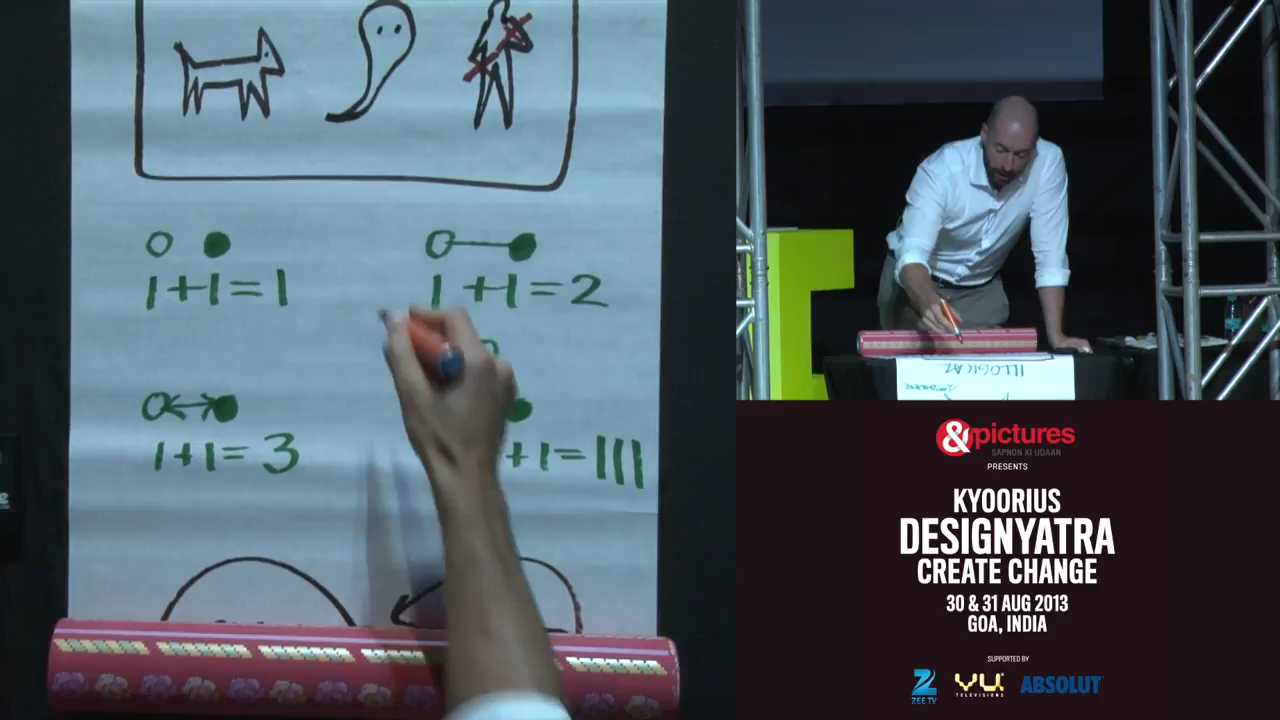 1+1=1
1+1=2
1+1=3
+1=|||
ILLOGICAL
&pictures
SAPNON KI UDAAN
PRESENTS
KYOORIUS
DESIGNYATRA
CREATE CHANGE
30 & 31 AUG 2013
GOA, INDIA
SUPPORTED BY
Z
ZEE TV
VU
TELEVISIONS
ABSOLUT